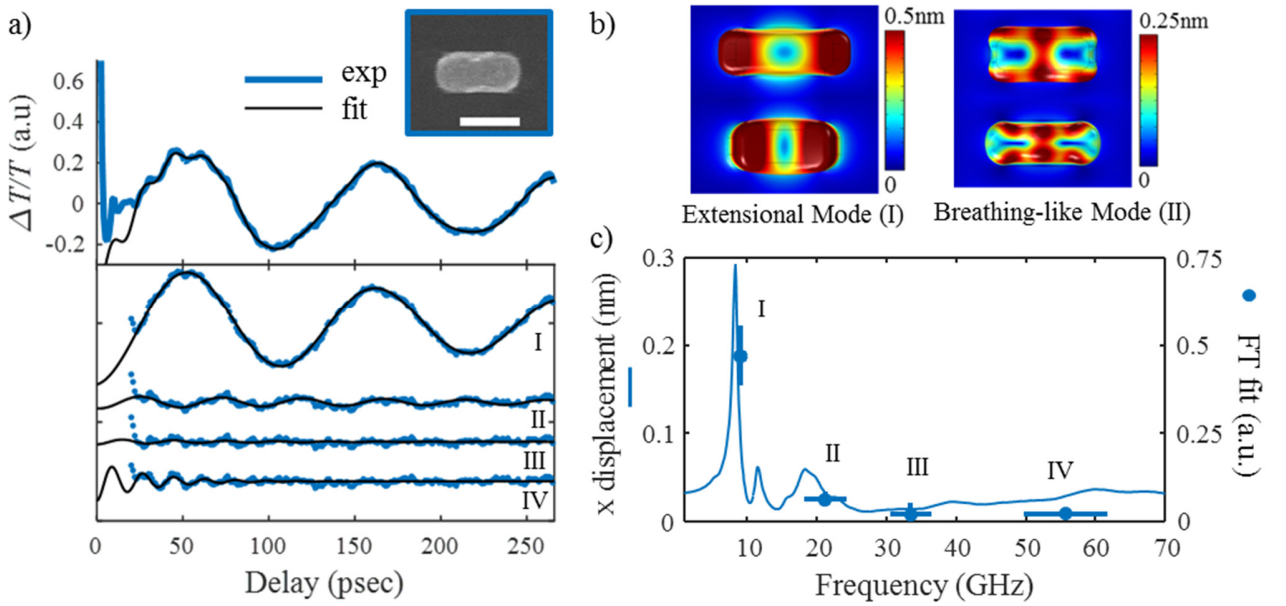 a)
exp
fit
0.6
0.4
0.2
0
-0.2
ΔT/T (a.u)
I
II
III
IV
0
50
100
150
200
250
Delay (psec)
b)
0.5nm
0
0.25nm
0
Extensional Mode (I)
Breathing-like Mode (II)
c)
0.3
0.2
0.1
0
x displacement (nm)
I
II
III
IV
0.75
0.5
0.25
0
FT fit (a.u.)
10
20
30
40
50
60
70
Frequency (GHz)